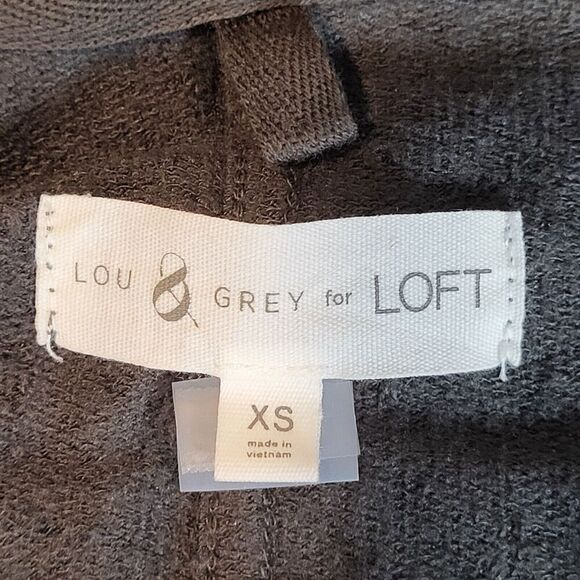 LOU & GREY for LOFT
XS
made in
vietnam